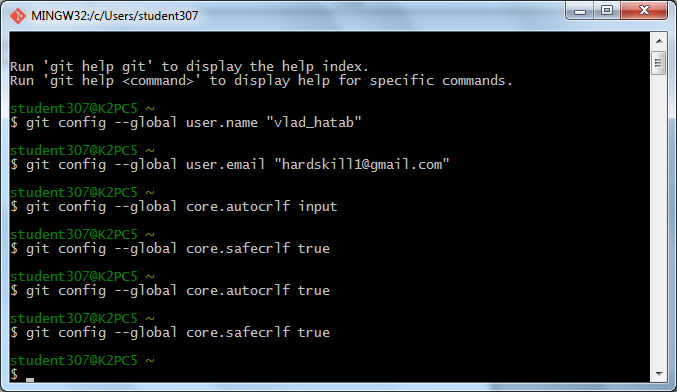 MINGW32:/c/Users/student307
Run 'git help git' to display the help index.
Run 'git help <command>' to display help for specific commands.
student307@K2PC5 ~
$ git config --global user.name "vlad_hatab"
student307@K2PC5 ~
$ git config --global user.email "hardskill1@gmail.com"
student307@K2PC5 ~
$ git config --global core.autocrlf input
student307@K2PC5 ~
$ git config --global core.safecrlf true
student307@K2PC5 ~
$ git config --global core.autocrlf true
student307@K2PC5 ~
$ git config --global core.safecrlf true
student307@K2PC5 ~
$